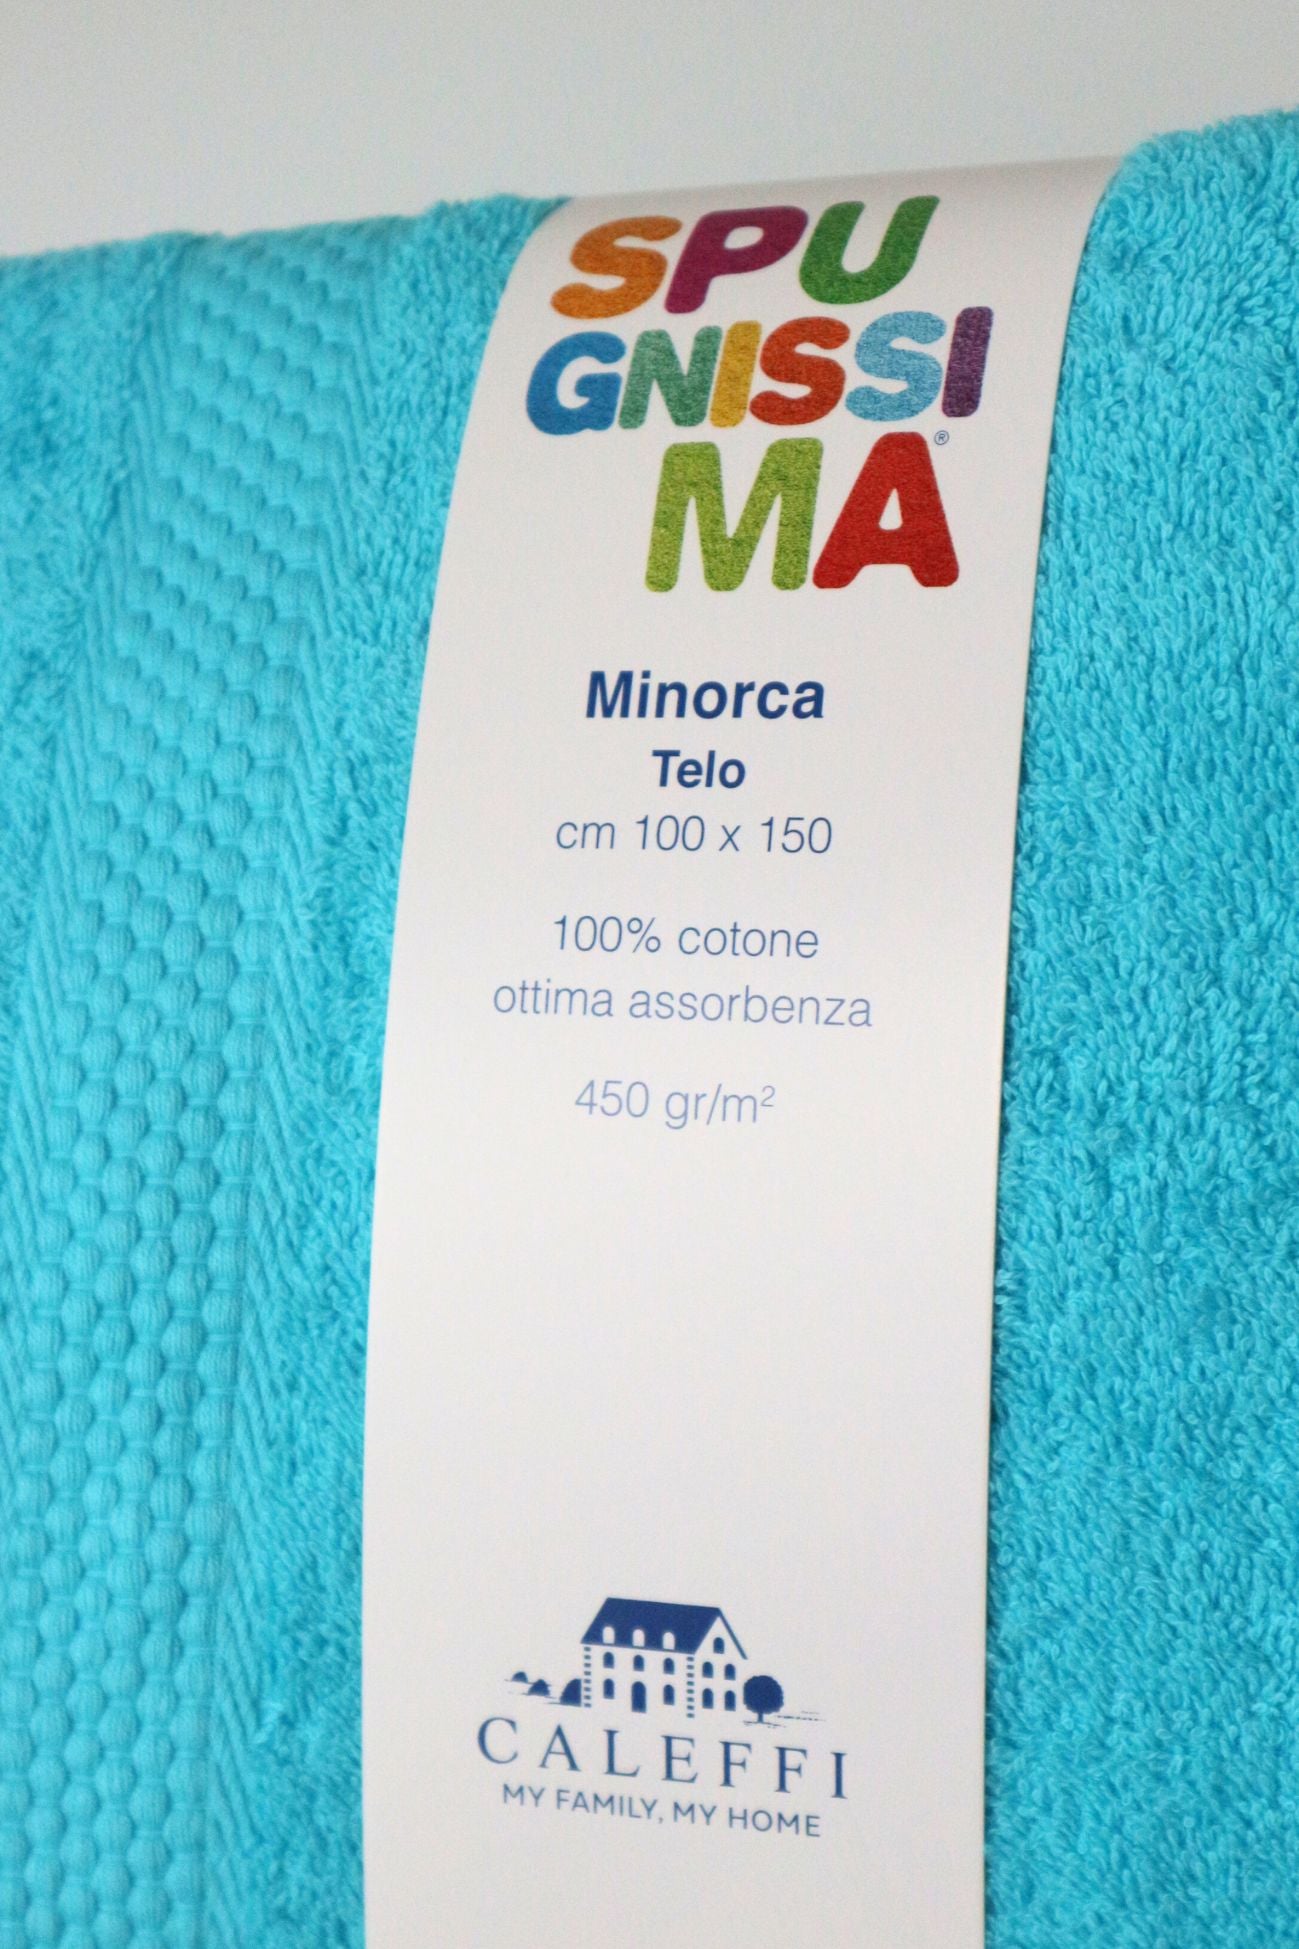 SPU
GNISSI
MA®
Minorca
Telo
cm 100 x 150
100% cotone
ottima assorbenza
450 gr/m²
CALEFFI
MY FAMILY, MY HOME